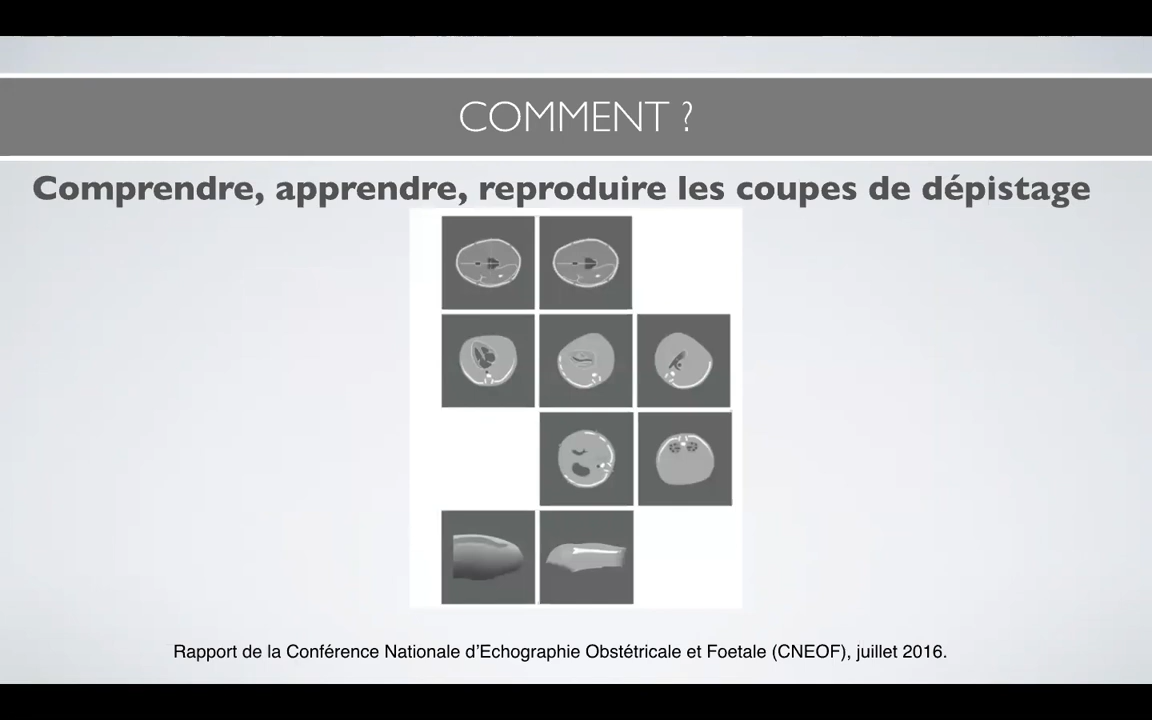 COMMENT ?
Comprendre, apprendre, reproduire les coupes de dépistage
Rapport de la Conférence Nationale d'Echographie Obstétricale et Foetale (CNEOF), juillet 2016.